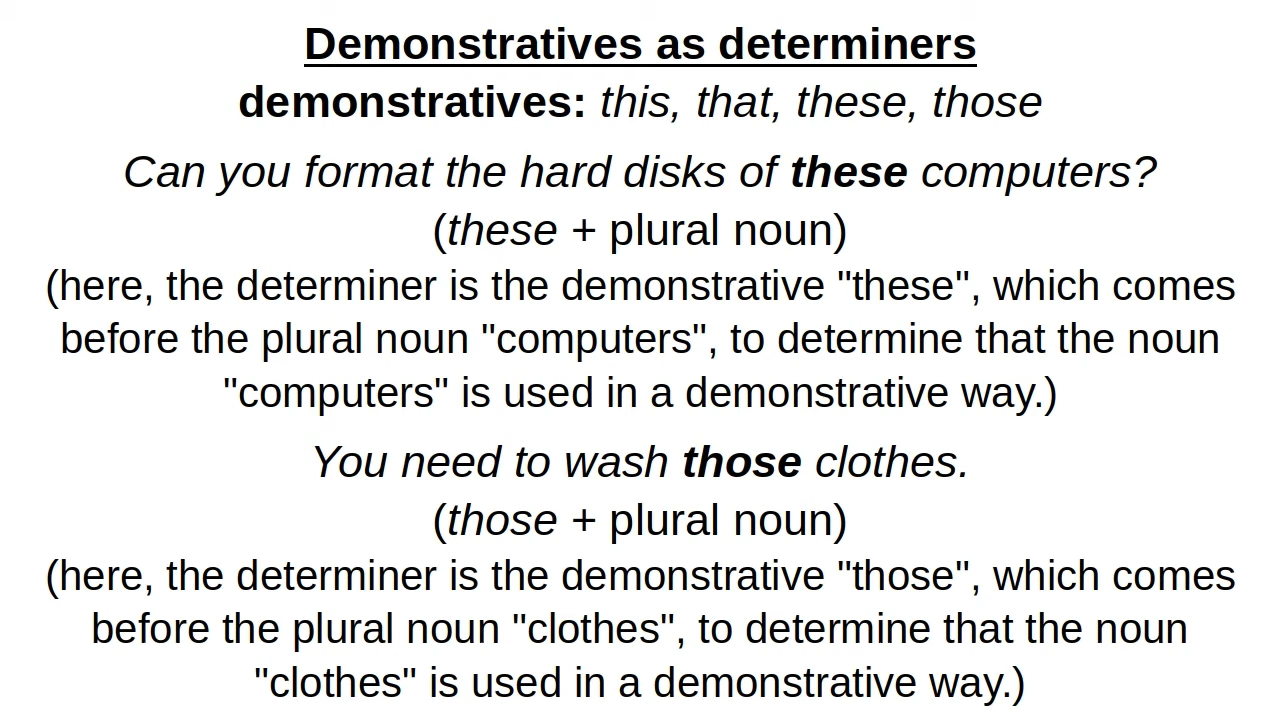 Demonstratives as determiners
demonstratives: this, that, these, those
Can you format the hard disks of these computers?
(these + plural noun)
(here, the determiner is the demonstrative "these", which comes
before the plural noun "computers", to determine that the noun
"computers" is used in a demonstrative way.)
You need to wash those clothes.
(those + plural noun)
(here, the determiner is the demonstrative "those", which comes
before the plural noun "clothes", to determine that the noun
"clothes" is used in a demonstrative way.)